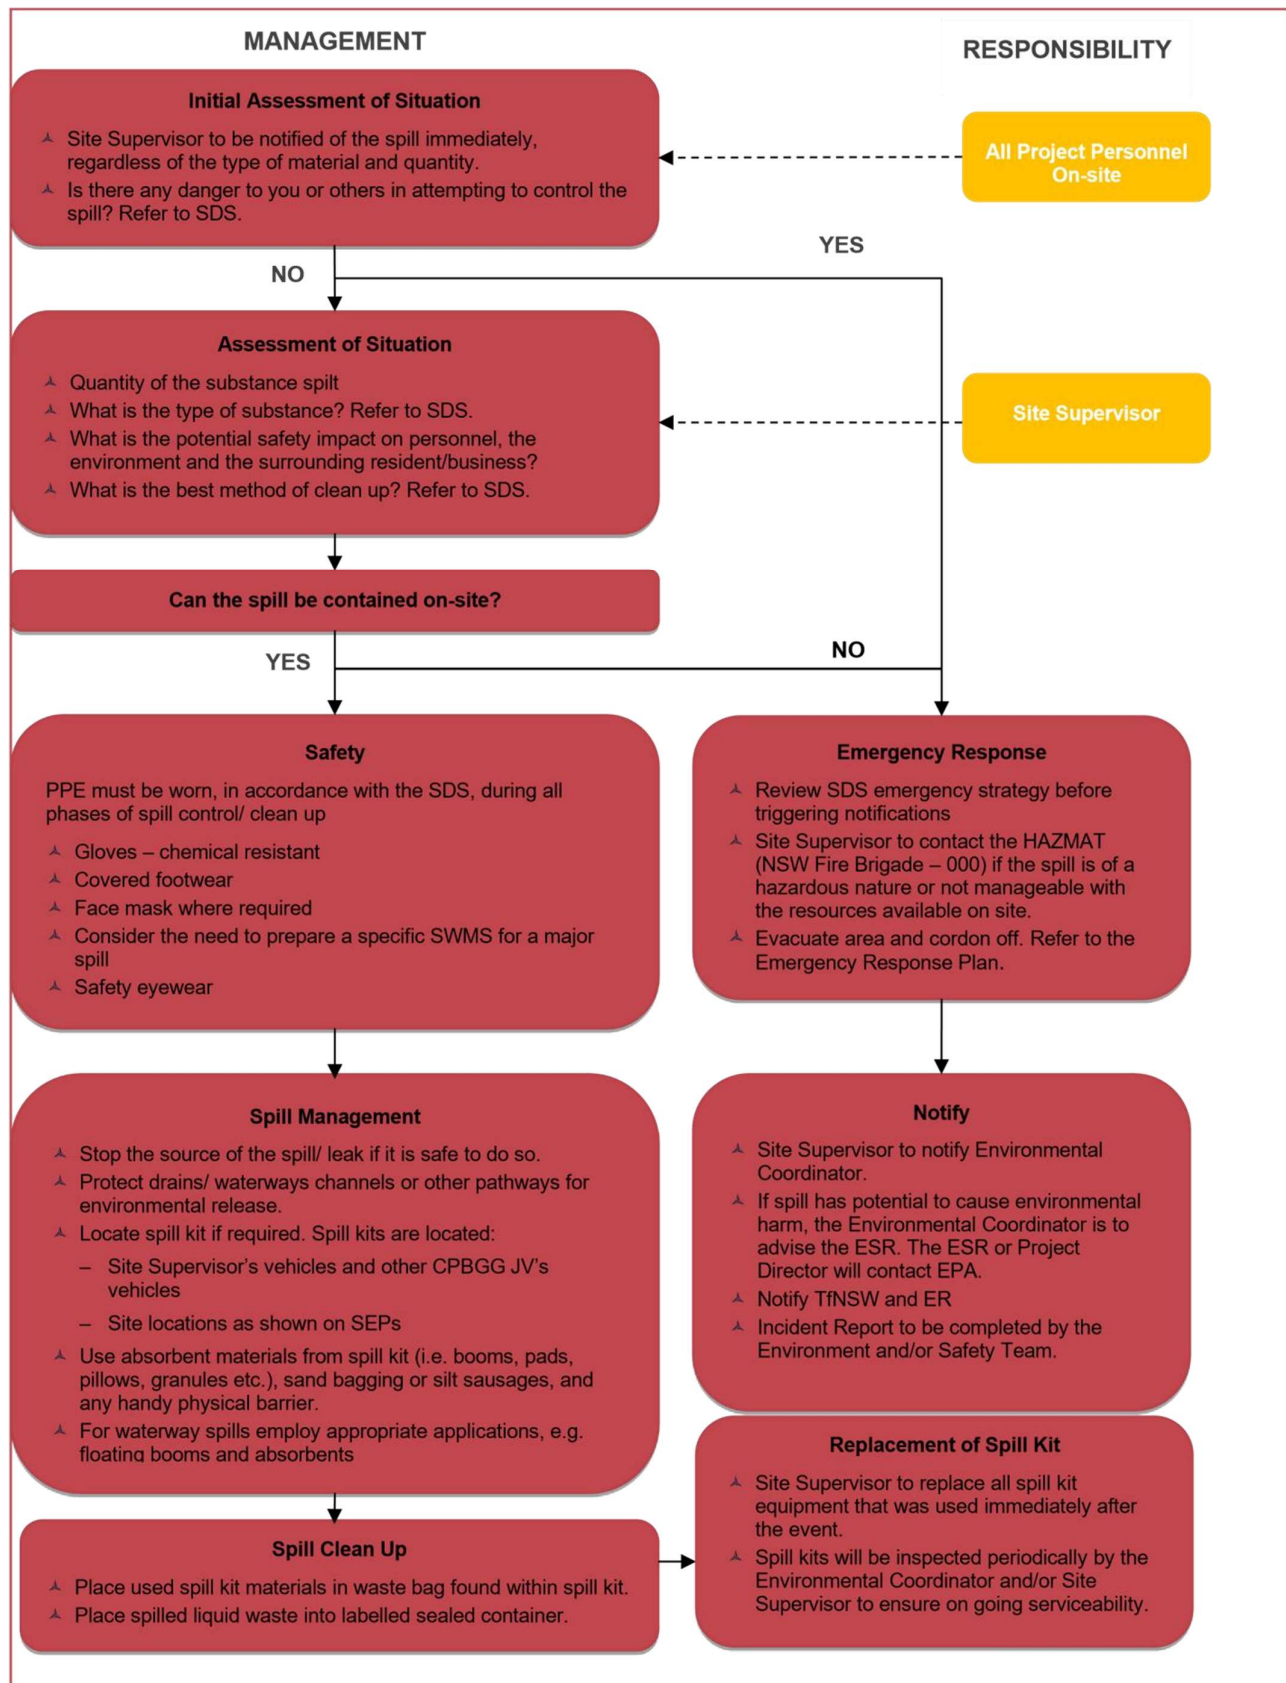 MANAGEMENT
RESPONSIBILITY
Initial Assessment of Situation
Site Supervisor to be notified of the spill immediately,
regardless of the type of material and quantity.
Is there any danger to you or others in attempting to control the
spill? Refer to SDS.
All Project Personnel
On-site
YES
NO
Assessment of Situation
Quantity of the substance spilt
What is the type of substance? Refer to SDS.
What is the potential safety impact on personnel, the
environment and the surrounding resident/business?
What is the best method of clean up? Refer to SDS.
Site Supervisor
Can the spill be contained on-site?
YES
NO
Safety
PPE must be worn, in accordance with the SDS, during all
phases of spill control/ clean up
Gloves – chemical resistant
Covered footwear
Face mask where required
Consider the need to prepare a specific SWMS for a major
spill
Safety eyewear
Emergency Response
Review SDS emergency strategy before
triggering notifications
Site Supervisor to contact the HAZMAT
(NSW Fire Brigade – 000) if the spill is of a
hazardous nature or not manageable with
the resources available on site.
Evacuate area and cordon off. Refer to the
Emergency Response Plan.
Spill Management
Stop the source of the spill/ leak if it is safe to do so.
Protect drains/ waterways channels or other pathways for
environmental release.
Locate spill kit if required. Spill kits are located:
– Site Supervisor's vehicles and other CPBGG JV's
vehicles
– Site locations as shown on SEPs
Use absorbent materials from spill kit (i.e. booms, pads,
pillows, granules etc.), sand bagging or silt sausages, and
any handy physical barrier.
For waterway spills employ appropriate applications, e.g.
floating booms and absorbents
Notify
Site Supervisor to notify Environmental
Coordinator.
If spill has potential to cause environmental
harm, the Environmental Coordinator is to
advise the ESR. The ESR or Project
Director will contact EPA.
Notify TfNSW and ER
Incident Report to be completed by the
Environment and/or Safety Team.
Spill Clean Up
Place used spill kit materials in waste bag found within spill kit.
Place spilled liquid waste into labelled sealed container.
Replacement of Spill Kit
Site Supervisor to replace all spill kit
equipment that was used immediately after
the event.
Spill kits will be inspected periodically by the
Environmental Coordinator and/or Site
Supervisor to ensure on going serviceability.